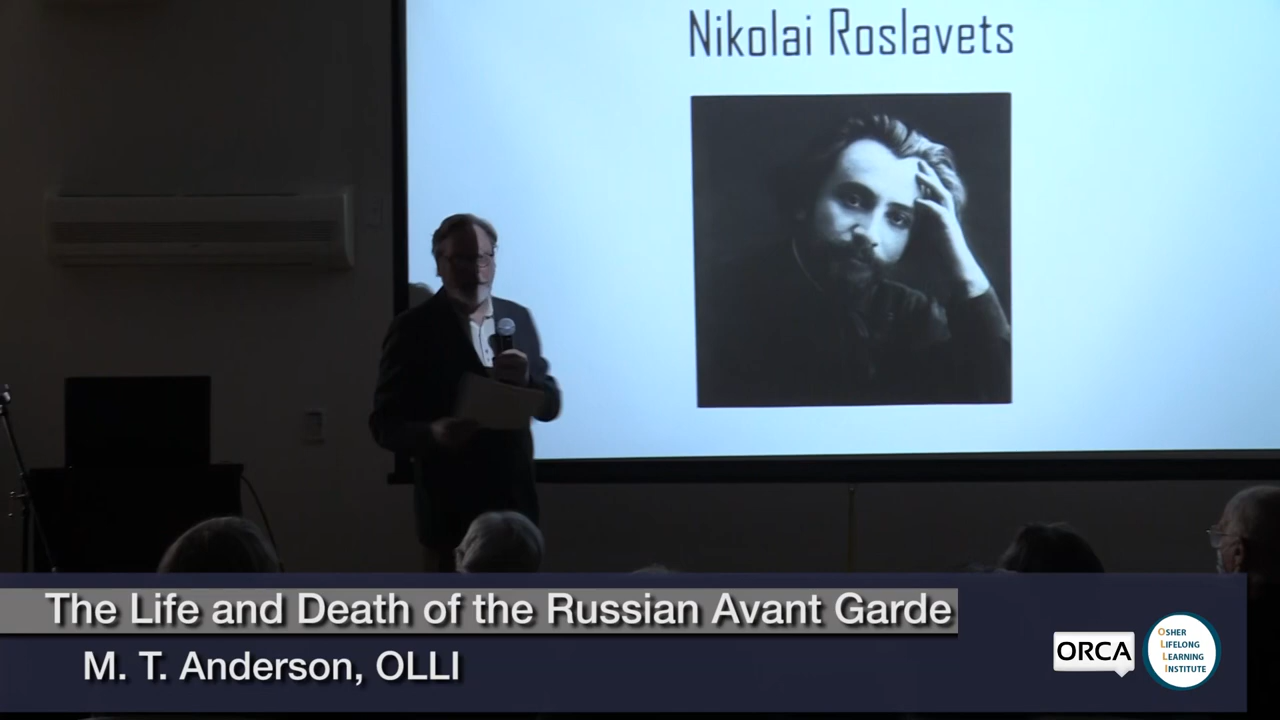 Nikolai Roslavets
The Life and Death of the Russian Avant Garde
M. T. Anderson, OLLI
ORCA
OSHER
LIFELONG
LEARNING
INSTITUTE